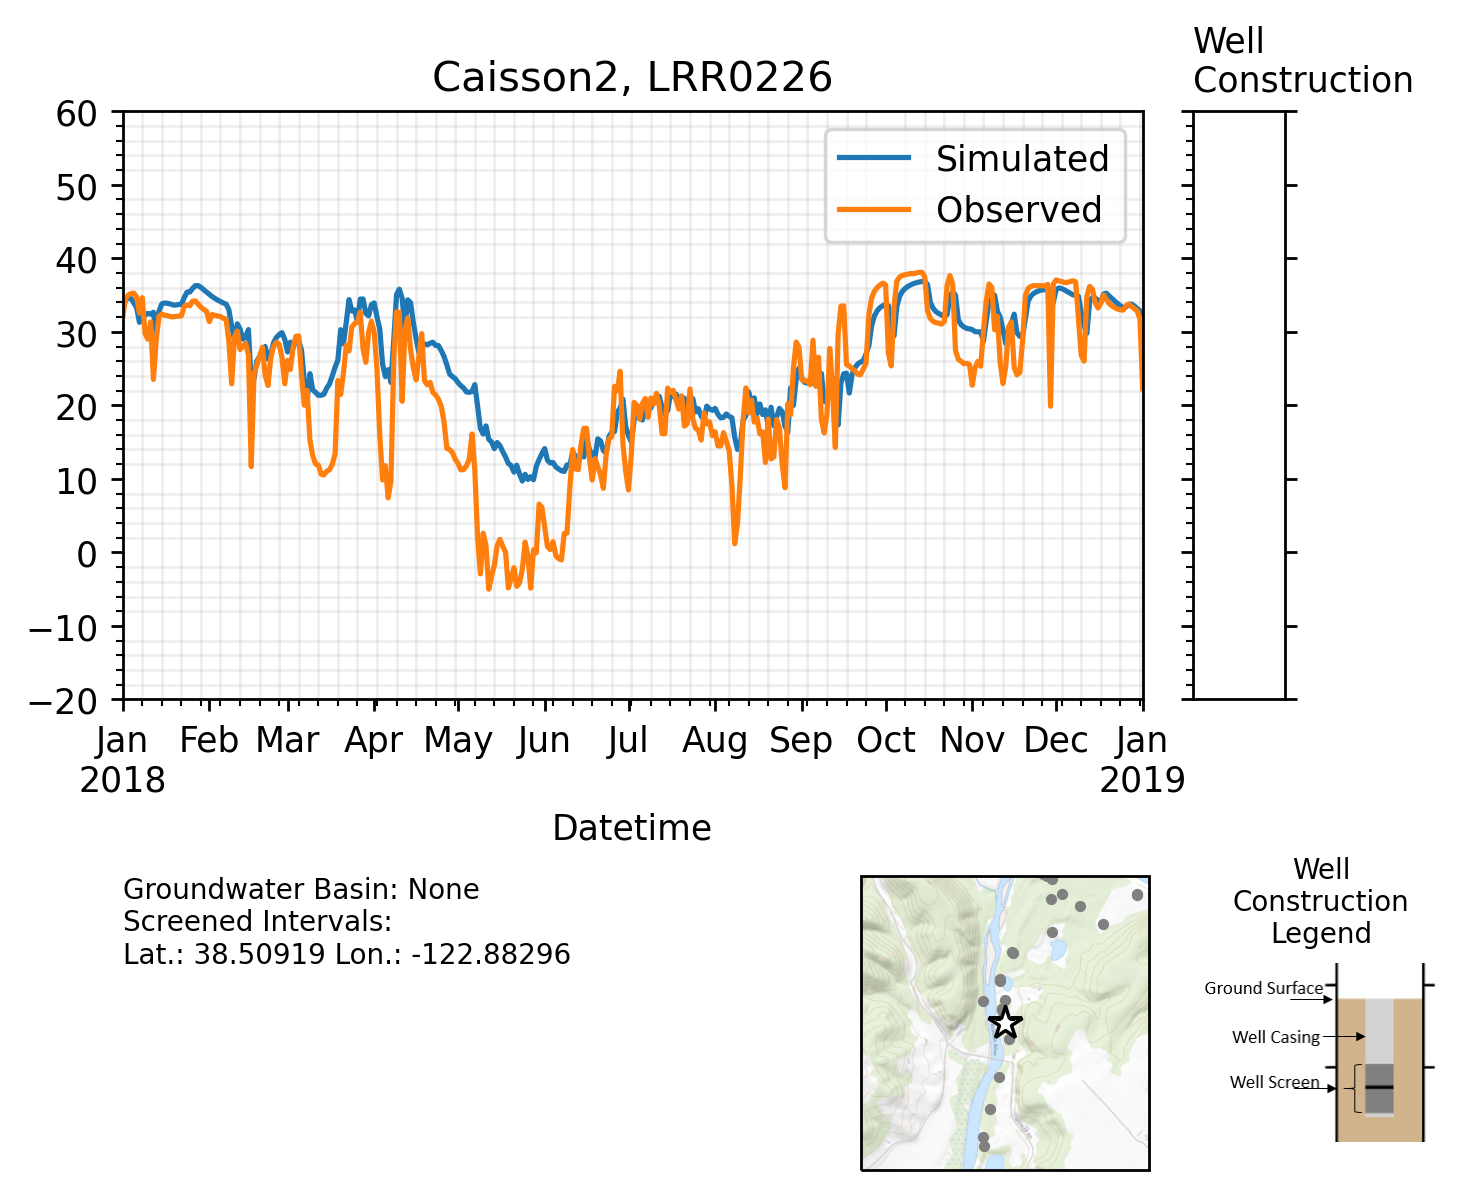 Caisson2, LRR0226
Well
Construction
60
50
40
30
20
10
0
−10
−20
Simulated
Observed
Jan Feb Mar Apr May Jun Jul Aug Sep Oct Nov Dec Jan
2018 2019
Datetime
Groundwater Basin: None
Screened Intervals:
Lat.: 38.50919 Lon.: -122.88296
Well
Construction
Legend
Ground Surface
Well Casing
Well Screen